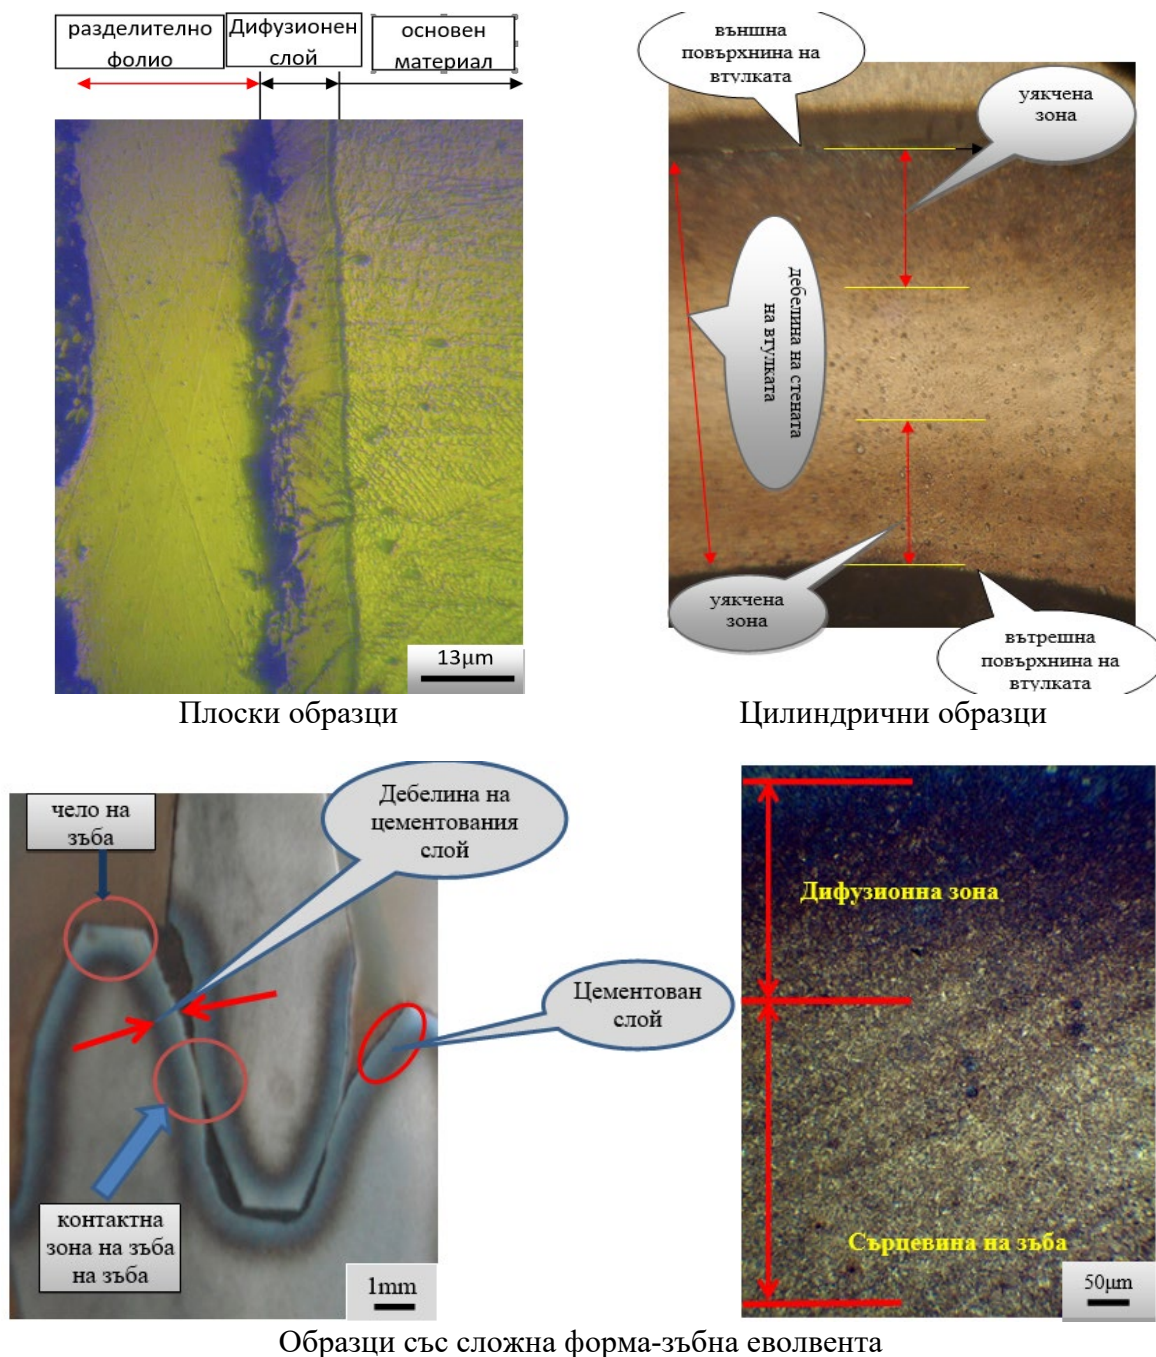 разделително
фолио
Дифузионен
слой
основен
материал
13µm
Плоски образци
външна
повърхнина на
втулката
уякчена
зона
дебелина на стената
на втулката
уякчена
зона
вътрешна
повърхнина на
втулката
Цилиндрични образци
чело на
зъба
Дебелина на
цементования
слой
Цементован
слой
контактна
зона на зъба
на зъба
1mm
Дифузионна зона
Сърцевина на зъба
50µm
Образци със сложна форма-зъбна еволвента